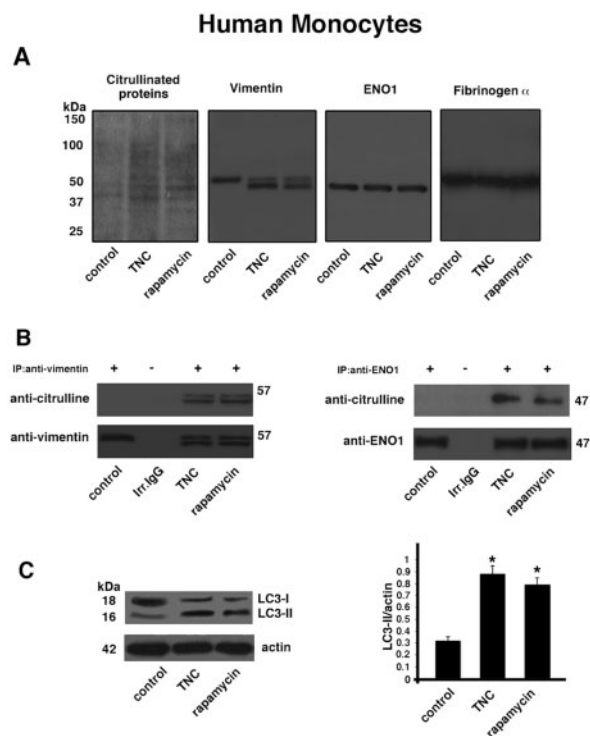 Human Monocytes
A
Citrullinated proteins
Vimentin
ENO1
Fibrinogen α
kDa
150
100
50
37
25
control TNC rapamycin control TNC rapamycin control TNC rapamycin control TNC rapamycin
B
IP:anti-vimentin + - + +
anti-citrulline 57
anti-vimentin 57
control Irr.IgG TNC rapamycin
IP:anti-ENO1 + - + +
anti-citrulline 47
anti-ENO1 47
control Irr.IgG TNC rapamycin
C
kDa
18 LC3-I
16 LC3-II
42 actin
control TNC rapamycin
LC3-II/actin
1
0.9
0.8
0.7
0.6
0.5
0.4
0.3
0.2
0.1
0
* *
control TNC rapamycin